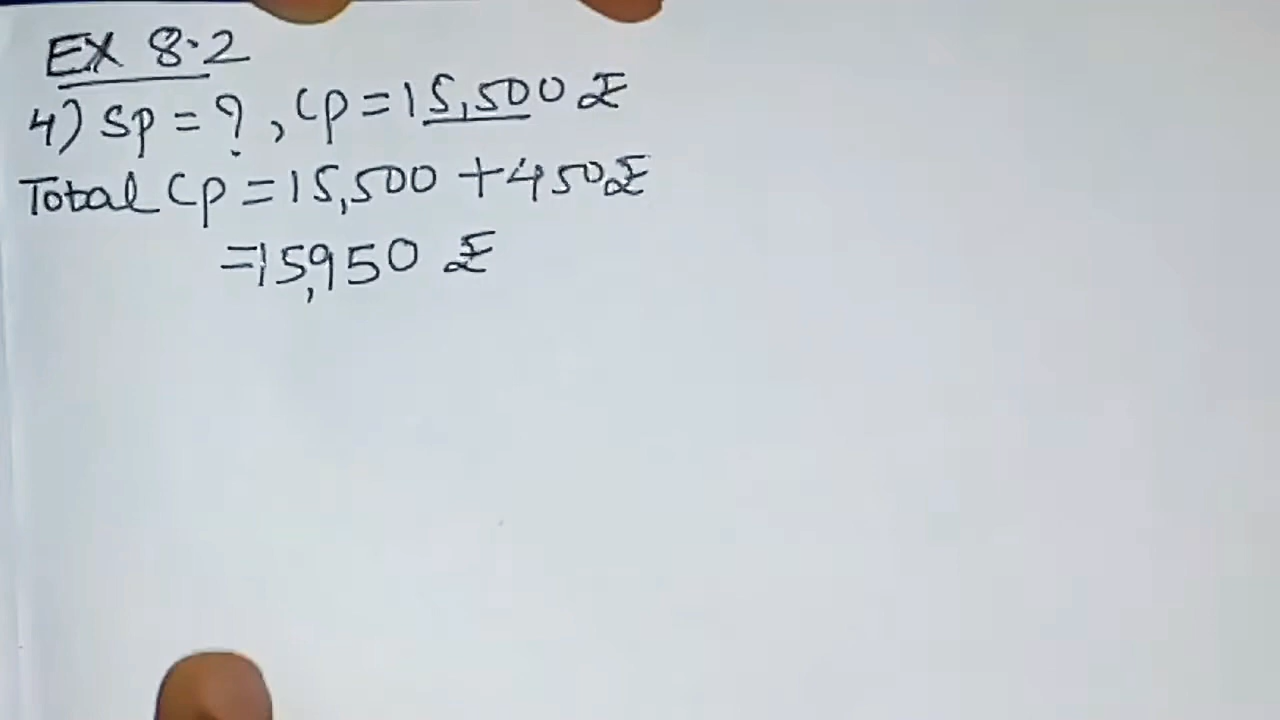 EX 8.2
4) SP = ?, CP = 15,500 ₹
Total CP = 15,500 + 450 ₹
= 15,950 ₹